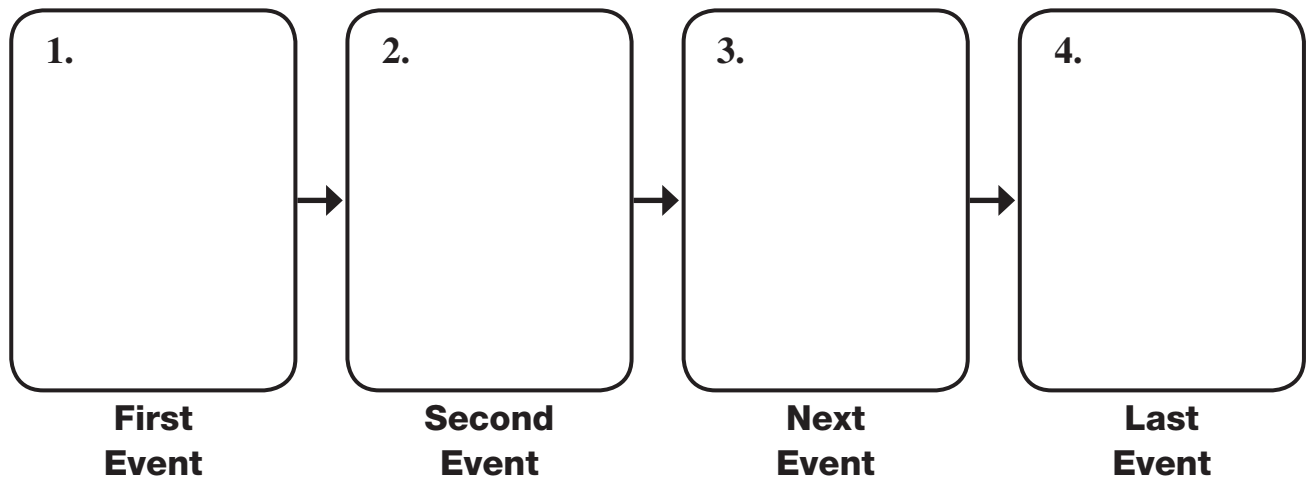 1.
2.
3.
4.
First
Event
Second
Event
Next
Event
Last
Event